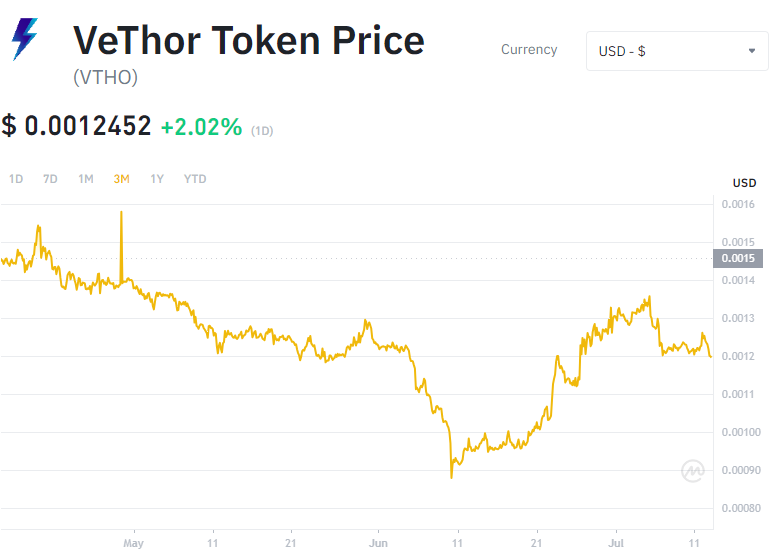 VeThor Token Price
(VTHO)
Currency
USD - $
$ 0.0012452 +2.02% (1D)
1D 7D 1M 3M 1Y YTD
USD
0.0016
0.0015
0.0015
0.0014
0.0013
0.0012
0.0011
0.00100
0.00090
0.00080
May 11 21 Jun 11 21 Jul 11